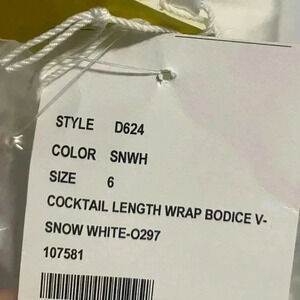 STYLE D624
COLOR SNWH
SIZE 6
COCKTAIL LENGTH WRAP BODICE V-
SNOW WHITE-O297
107581